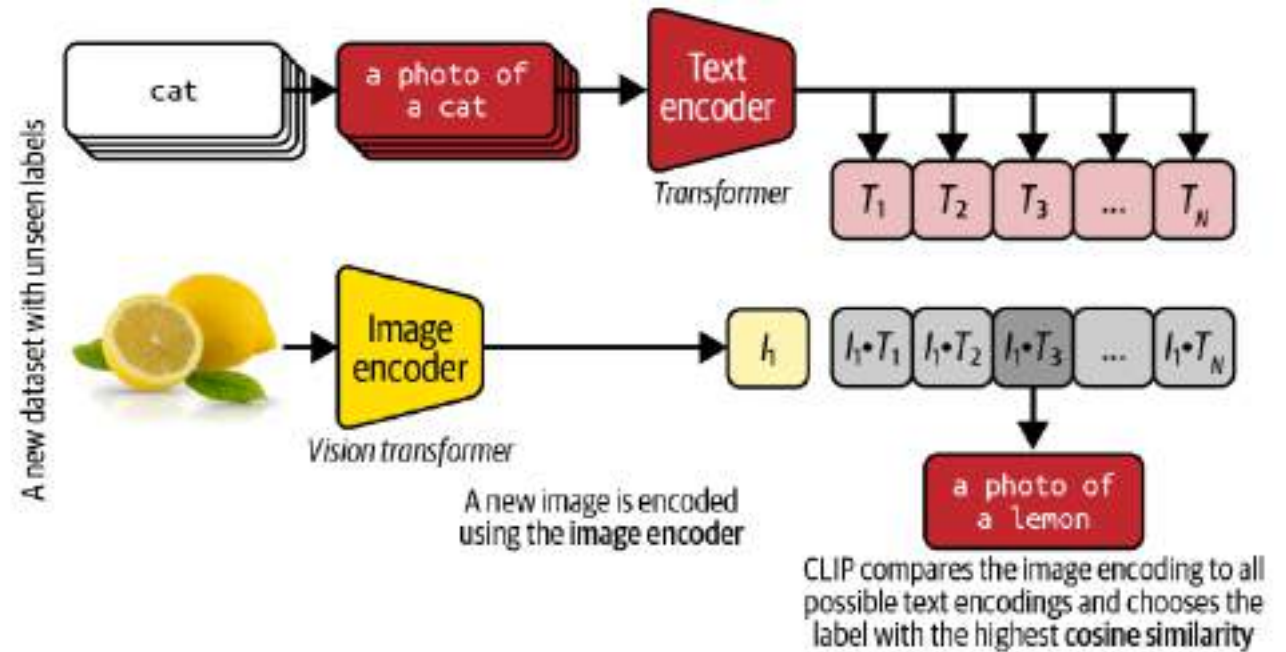 A new dataset with unseen labels
cat
a photo of
a cat
Text
encoder
Transformer
T1 T2 T3 ... TN
Image
encoder
Vision transformer
I1
I1•T1 I1•T2 I1•T3 ... I1•TN
A new image is encoded
using the image encoder
a photo of
a lemon
CLIP compares the image encoding to all
possible text encodings and chooses the
label with the highest cosine similarity